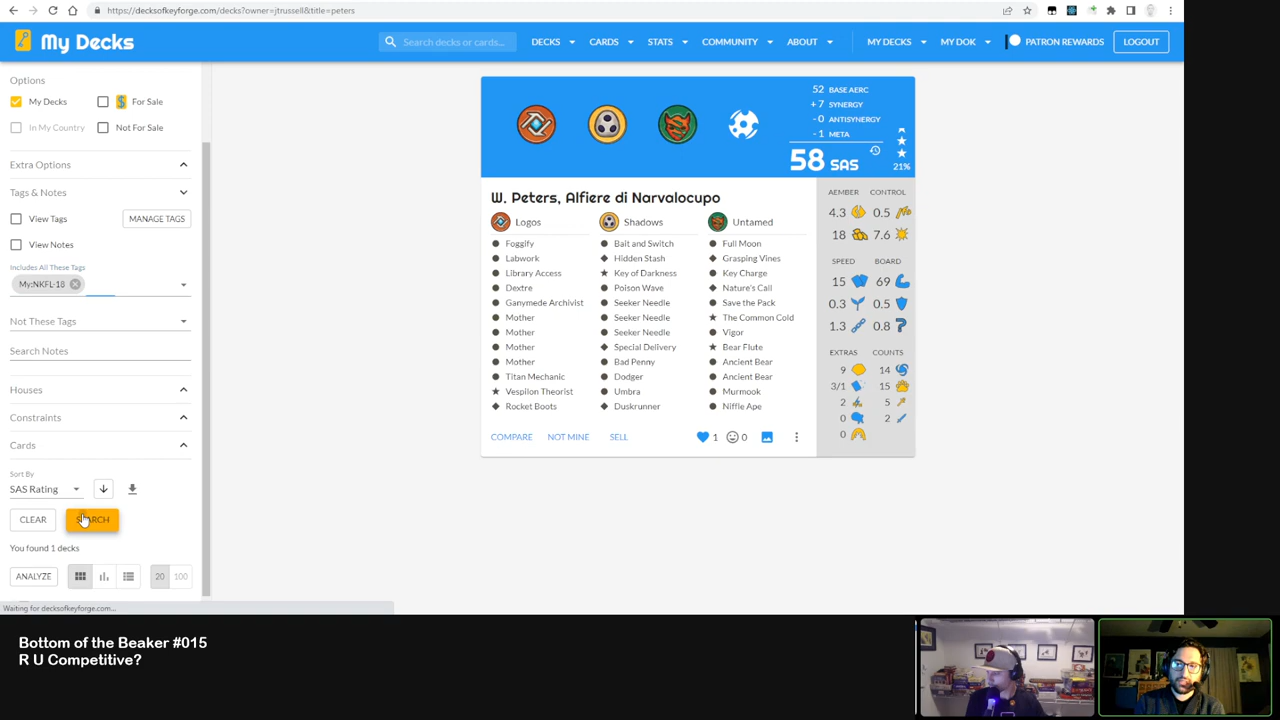 https://decksofkeyforge.com/decks?owner=jtrussell&title=peters
My Decks
Search decks or cards...
DECKS
CARDS
STATS
COMMUNITY
ABOUT
MY DECKS
MY DOK
PATRON REWARDS
LOGOUT
Options
My Decks
For Sale
In My Country
Not For Sale
Extra Options
Tags & Notes
View Tags
MANAGE TAGS
View Notes
Includes All These Tags
My:NKFL-18
Not These Tags
Search Notes
Houses
Constraints
Cards
Sort By
SAS Rating
CLEAR
SEARCH
You found 1 decks
ANALYZE
20
100
Waiting for decksofkeyforge.com...
52 BASE AERC
+ 7 SYNERGY
- 0 ANTISYNERGY
- 1 META
58 SAS
21%
W. Peters, Alfiere di Narvalocupo
Logos
Foggify
Labwork
Library Access
Dextre
Ganymede Archivist
Mother
Mother
Mother
Mother
Titan Mechanic
Vespilon Theorist
Rocket Boots
Shadows
Bait and Switch
Hidden Stash
Key of Darkness
Poison Wave
Seeker Needle
Seeker Needle
Seeker Needle
Special Delivery
Bad Penny
Dodger
Umbra
Duskrunner
Untamed
Full Moon
Grasping Vines
Key Charge
Nature's Call
Save the Pack
The Common Cold
Vigor
Bear Flute
Ancient Bear
Ancient Bear
Murmook
Niffle Ape
COMPARE
NOT MINE
SELL
1
0
AEMBER CONTROL
4.3 0.5
18 7.6
SPEED BOARD
15 69
0.3 0.5
1.3 0.8
EXTRAS COUNTS
9 14
3/1 15
2 5
0 2
0
Bottom of the Beaker #015
R U Competitive?